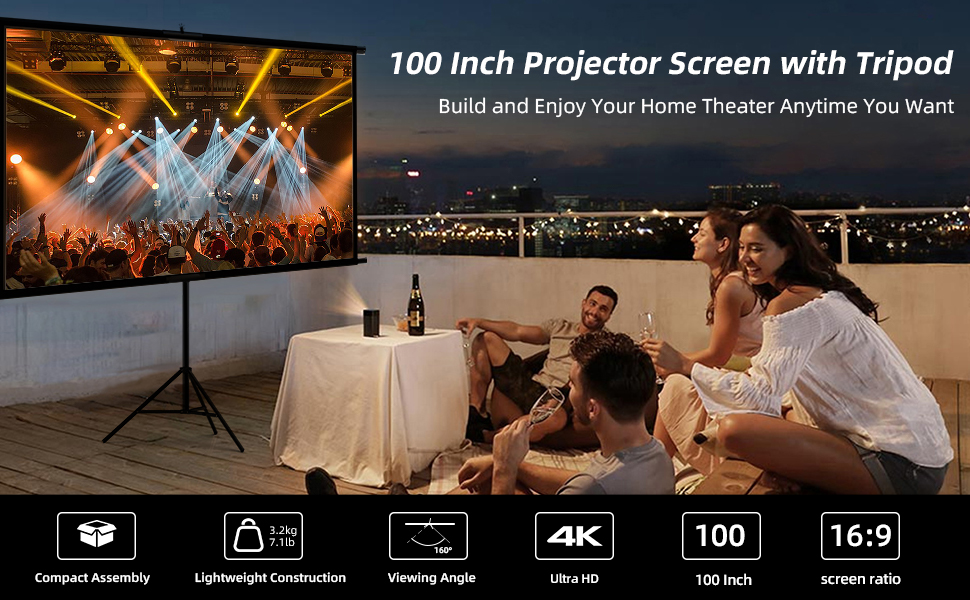 100 Inch Projector Screen with Tripod
Build and Enjoy Your Home Theater Anytime You Want
3.2kg
7.1lb
160°
4K
100
16:9
Compact Assembly
Lightweight Construction
Viewing Angle
Ultra HD
100 Inch
screen ratio